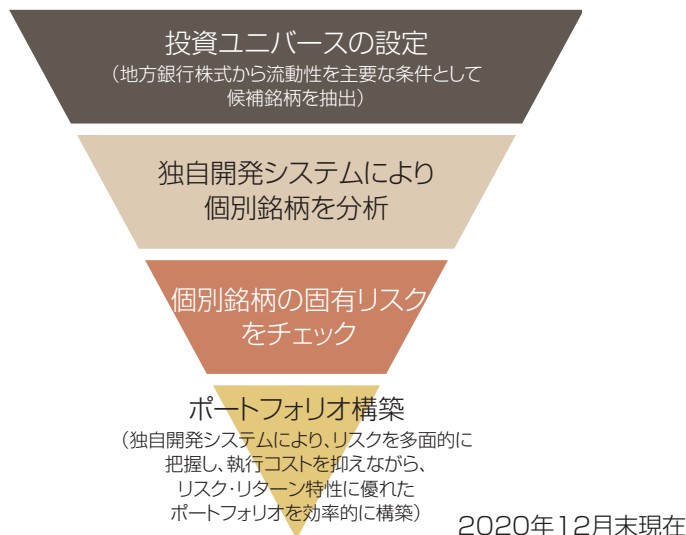 投資ユニバースの設定
（地方銀行株式から流動性を主要な条件として
候補銘柄を抽出）
独自開発システムにより
個別銘柄を分析
個別銘柄の固有リスク
をチェック
ポートフォリオ構築
（独自開発システムにより、リスクを多面的に
把握し、執行コストを抑えながら、
リスク・リターン特性に優れた
ポートフォリオを効率的に構築）
2020年12月末現在